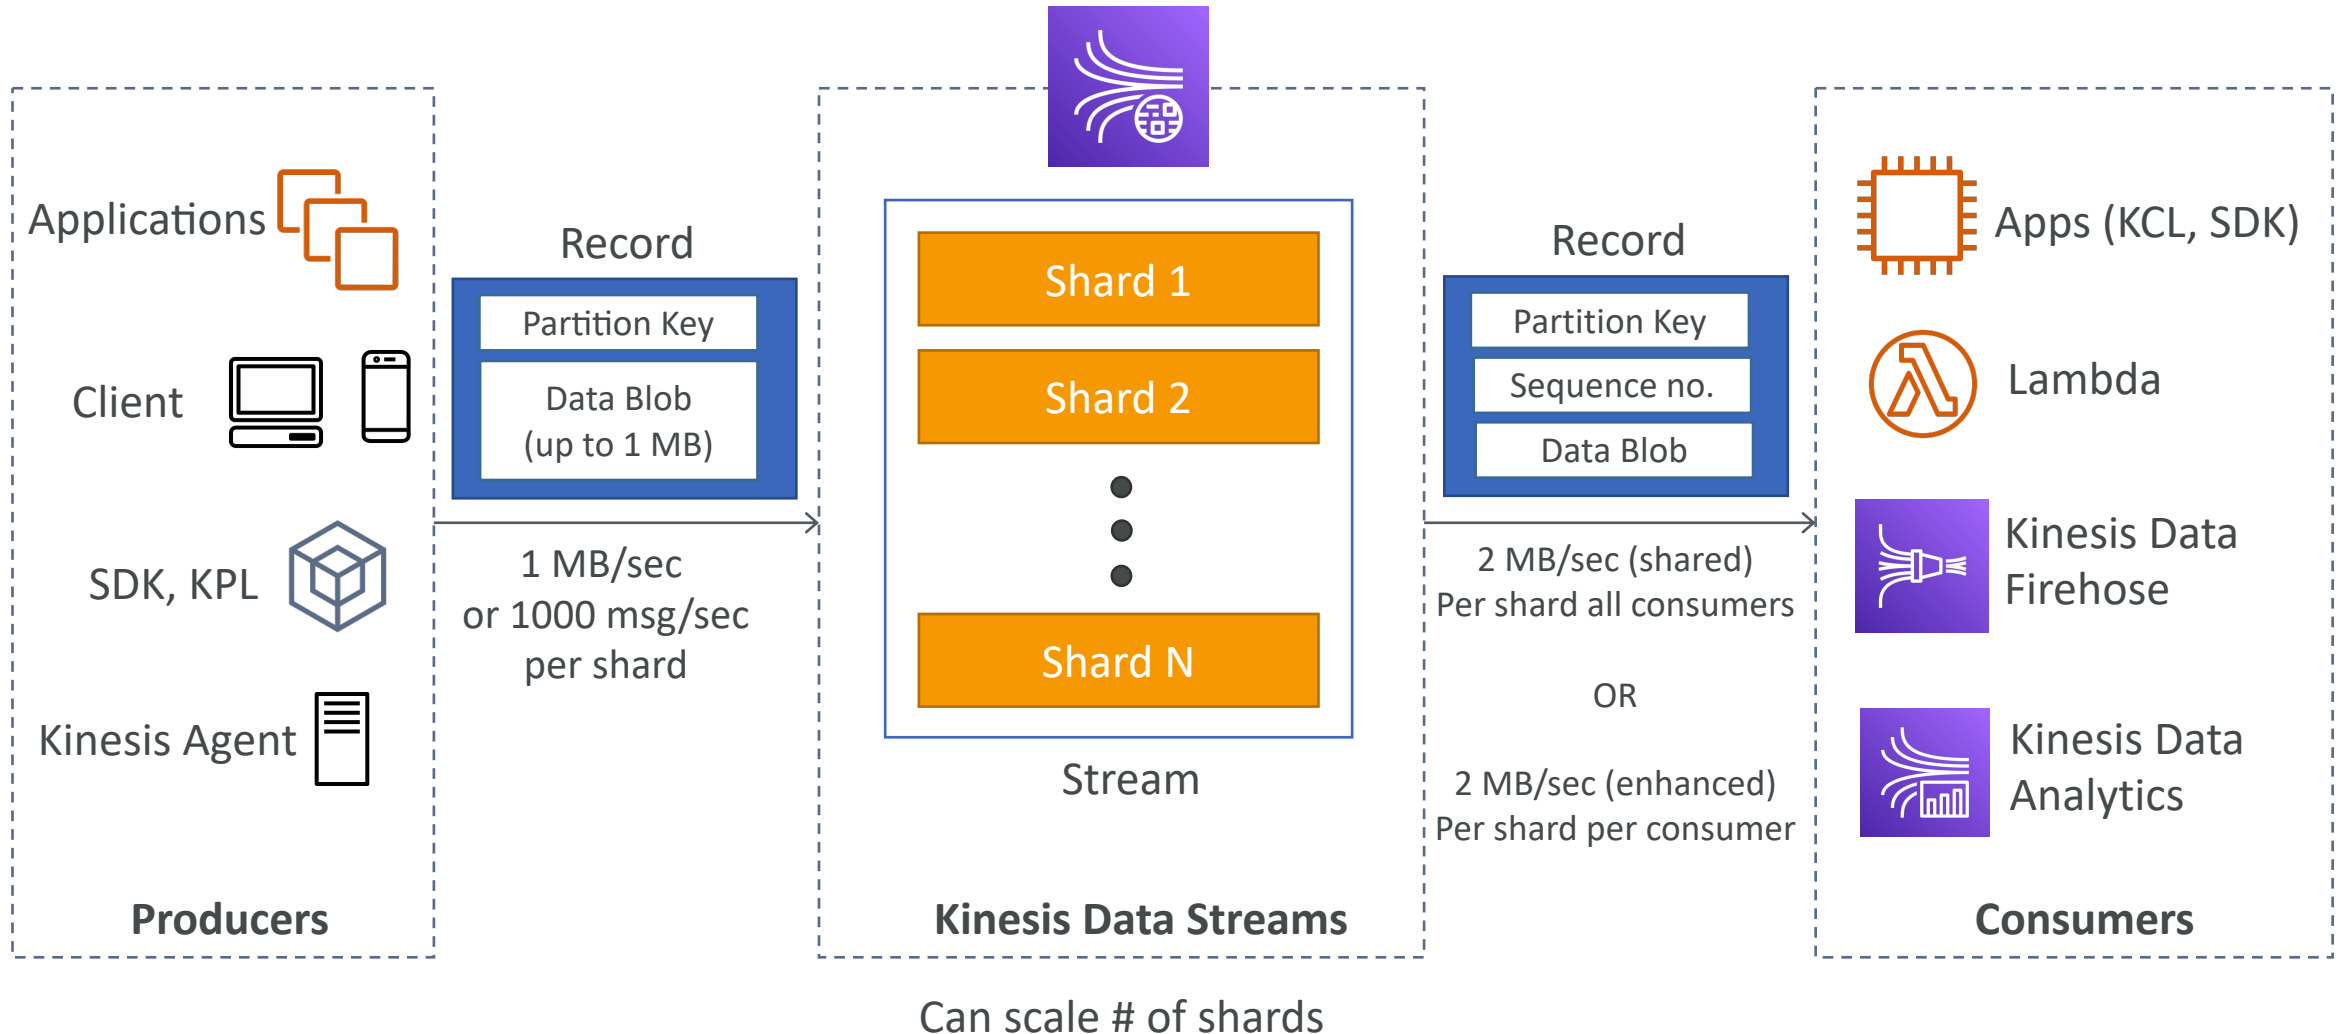 Applications
Client
SDK, KPL
Kinesis Agent
Producers
Record
Partition Key
Data Blob
(up to 1 MB)
1 MB/sec
or 1000 msg/sec
per shard
Shard 1
Shard 2
Shard N
Stream
Kinesis Data Streams
Can scale # of shards
Record
Partition Key
Sequence no.
Data Blob
2 MB/sec (shared)
Per shard all consumers
OR
2 MB/sec (enhanced)
Per shard per consumer
Apps (KCL, SDK)
Lambda
Kinesis Data
Firehose
Kinesis Data
Analytics
Consumers